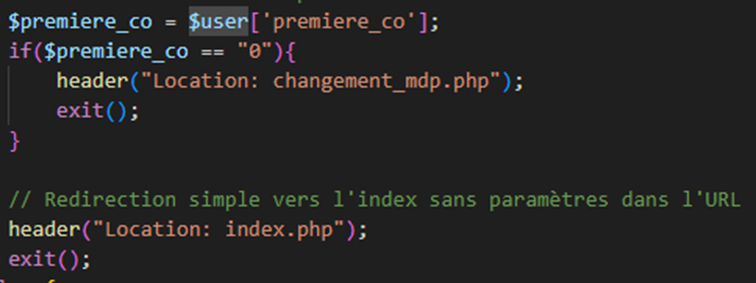 $premiere_co = $user['premiere_co'];
if($premiere_co == "0"){
    header("Location: changement_mdp.php");
    exit();
}

// Redirection simple vers l'index sans paramètres dans l'URL
header("Location: index.php");
exit();